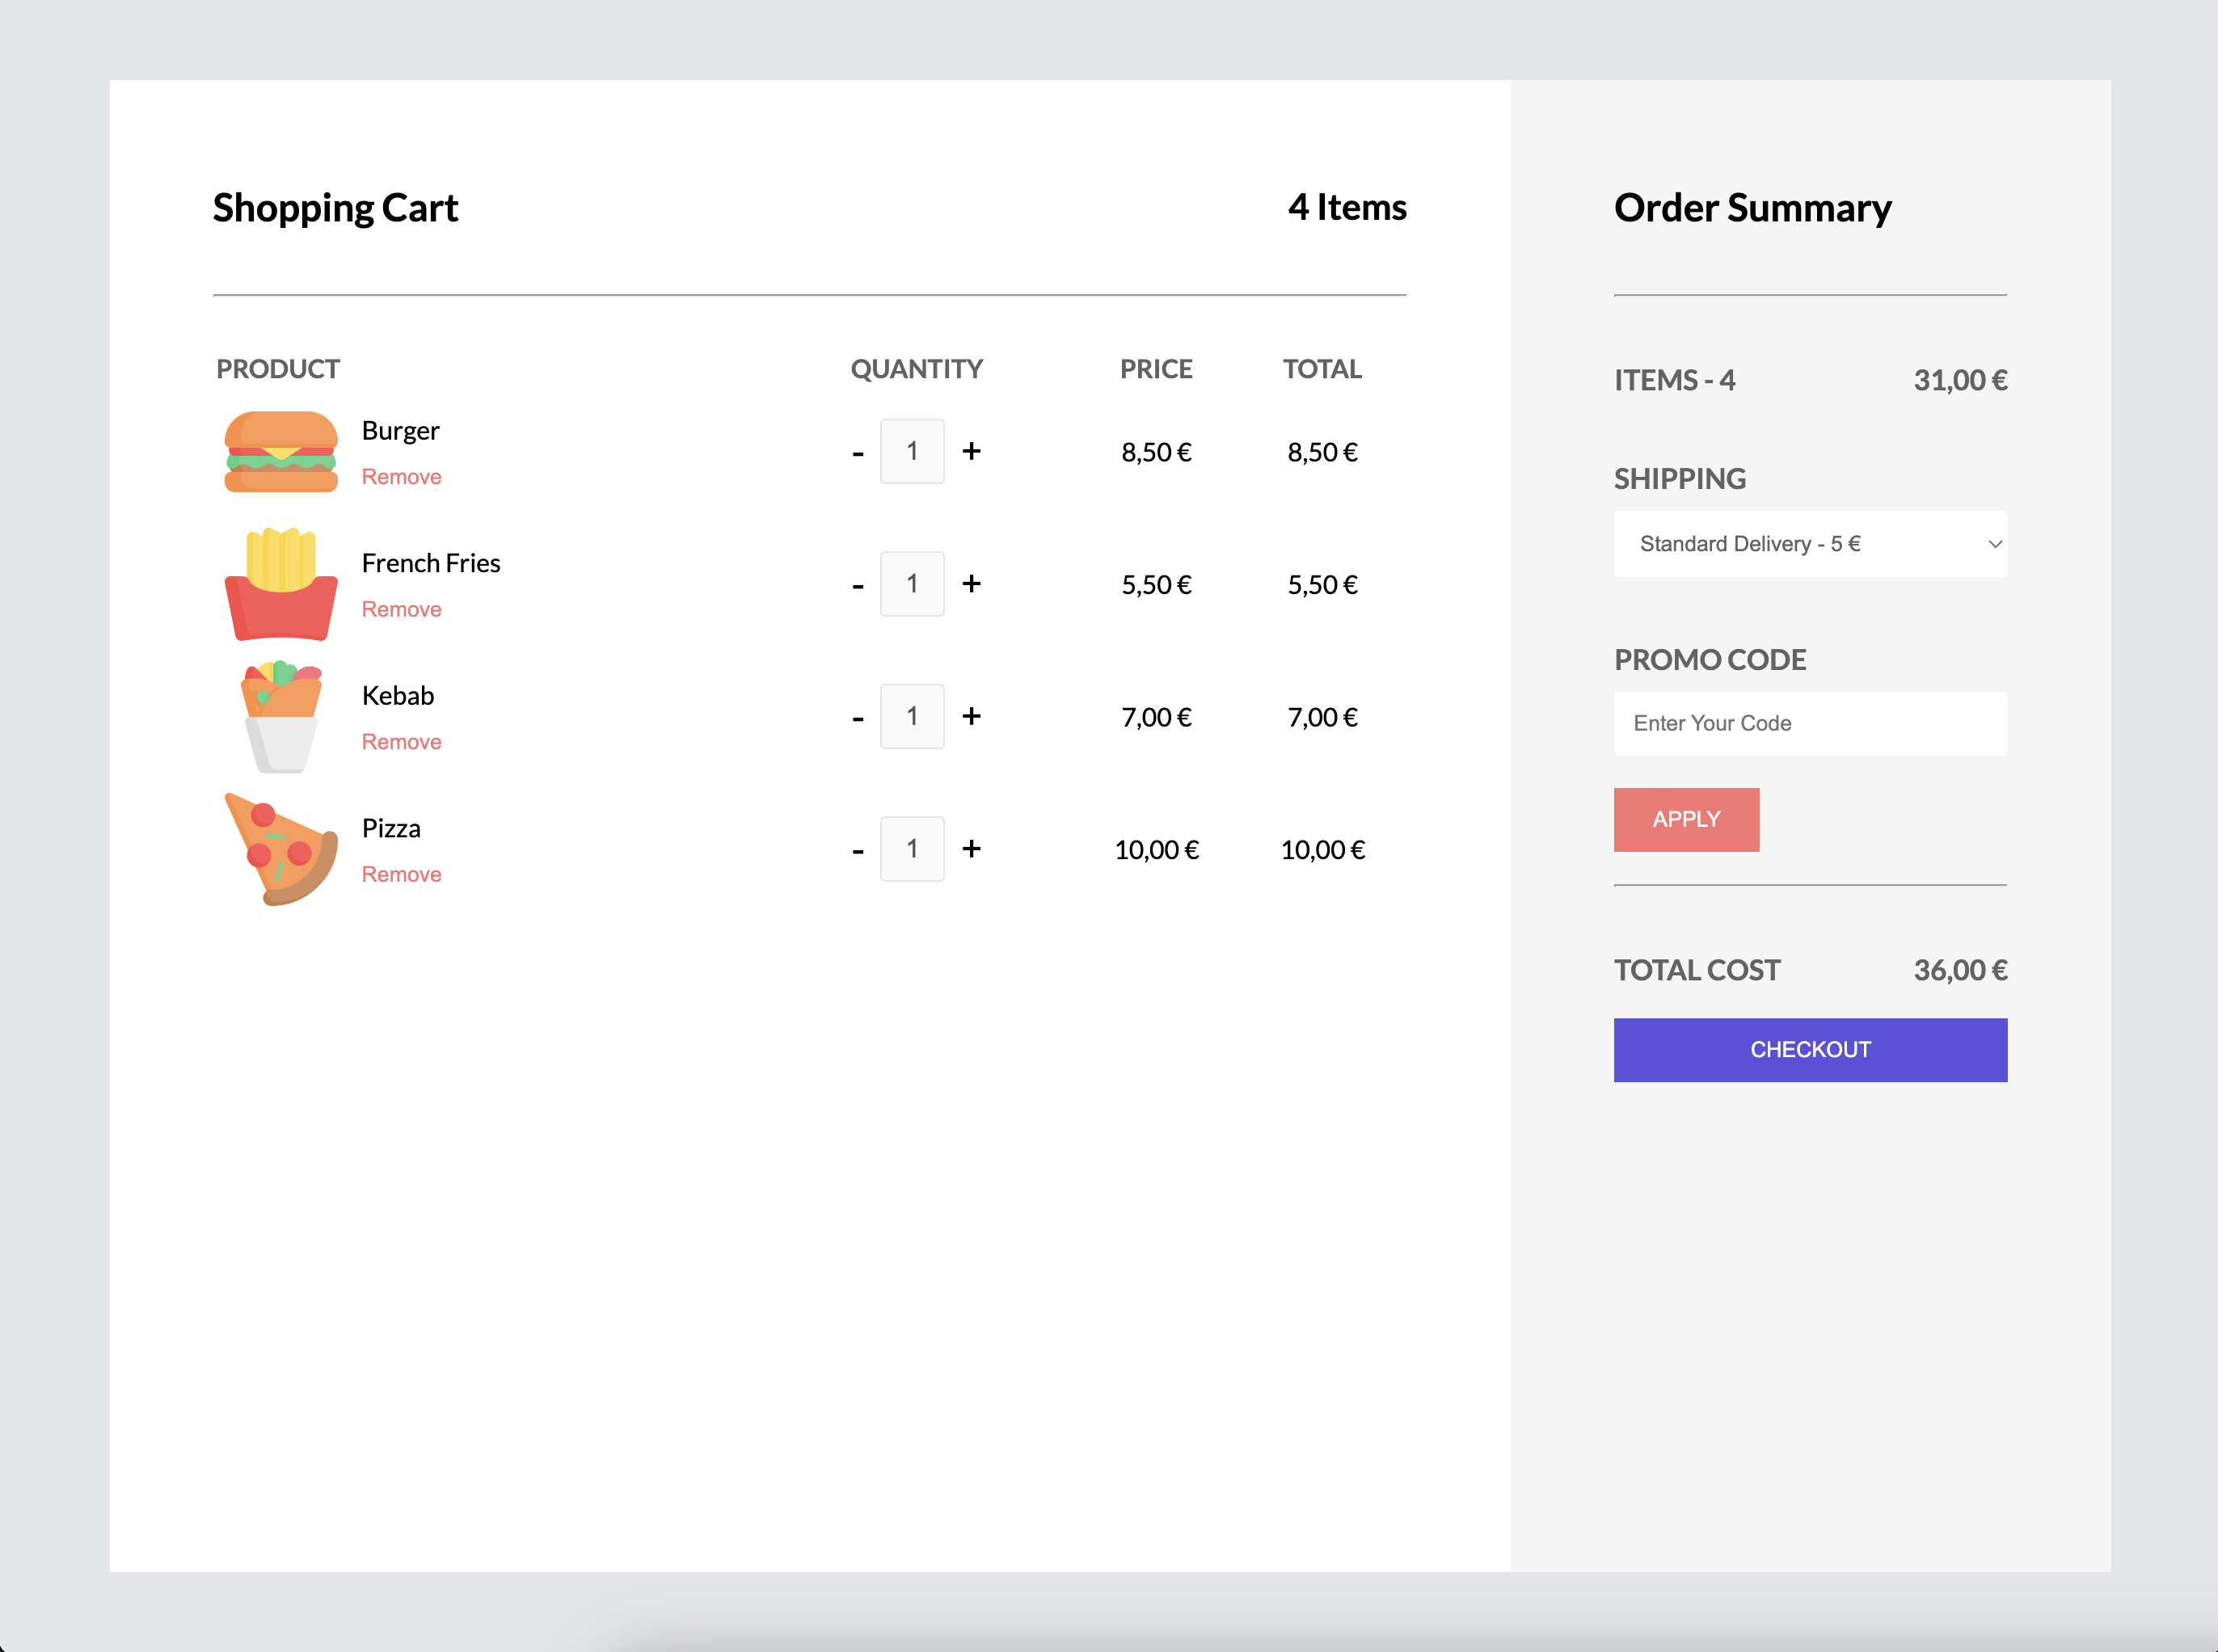 Shopping Cart
4 Items
PRODUCT QUANTITY PRICE TOTAL
Burger
Remove
- 1 + 8,50 € 8,50 €
French Fries
Remove
- 1 + 5,50 € 5,50 €
Kebab
Remove
- 1 + 7,00 € 7,00 €
Pizza
Remove
- 1 + 10,00 € 10,00 €
Order Summary
ITEMS - 4 31,00 €
SHIPPING
Standard Delivery - 5 €
PROMO CODE
Enter Your Code
APPLY
TOTAL COST 36,00 €
CHECKOUT